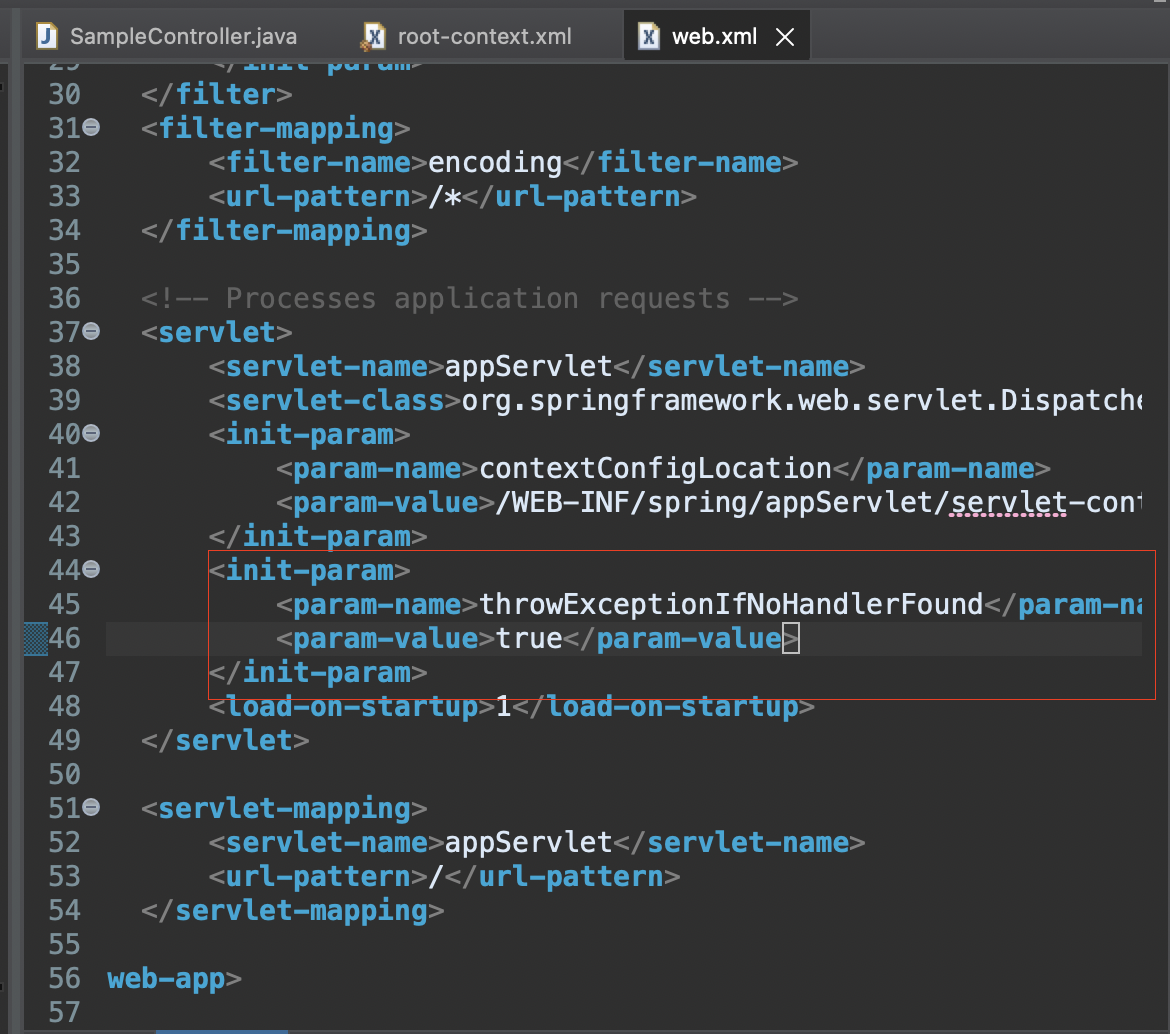 SampleController.java root-context.xml web.xml
29 </init-param>
30 </filter>
31 <filter-mapping>
32 <filter-name>encoding</filter-name>
33 <url-pattern>/*</url-pattern>
34 </filter-mapping>
35
36 <!-- Processes application requests -->
37 <servlet>
38 <servlet-name>appServlet</servlet-name>
39 <servlet-class>org.springframework.web.servlet.Dispatche
40 <init-param>
41 <param-name>contextConfigLocation</param-name>
42 <param-value>/WEB-INF/spring/appServlet/servlet-cont
43 </init-param>
44 <init-param>
45 <param-name>throwExceptionIfNoHandlerFound</param-na
46 <param-value>true</param-value>
47 </init-param>
48 <load-on-startup>1</load-on-startup>
49 </servlet>
50
51 <servlet-mapping>
52 <servlet-name>appServlet</servlet-name>
53 <url-pattern>/</url-pattern>
54 </servlet-mapping>
55
56 web-app>
57